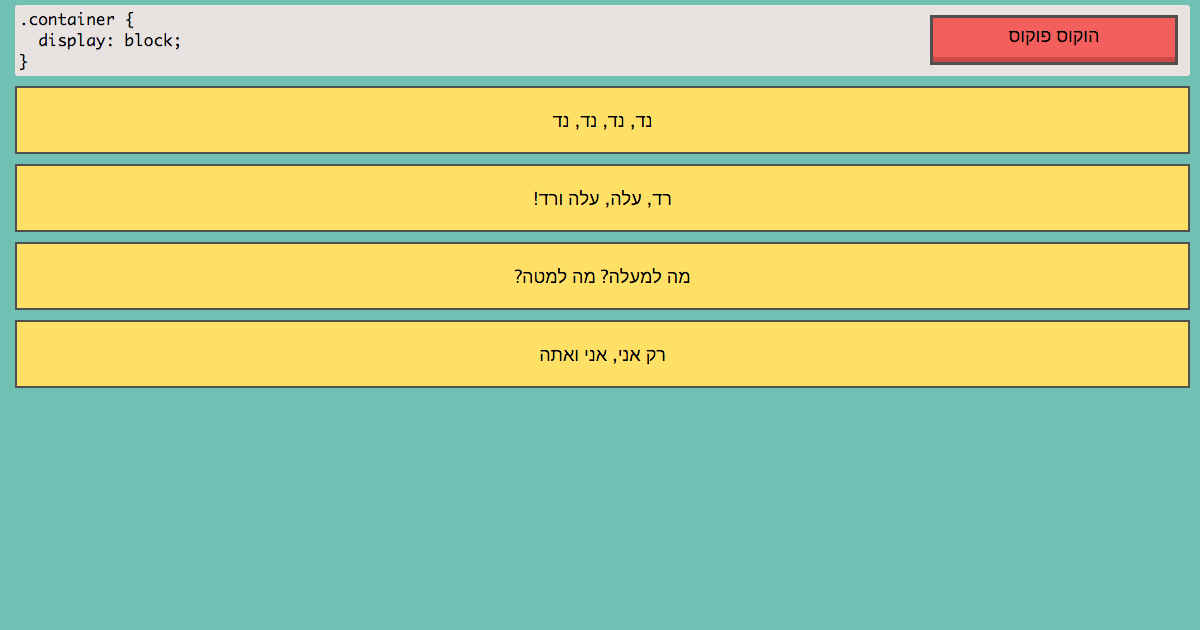 .container {
  display: block;
}
הוקוס פוקוס
נד, נד, נד, נד
רד, עלה, עלה ורד!
מה למעלה? מה למטה?
רק אני, אני ואתה